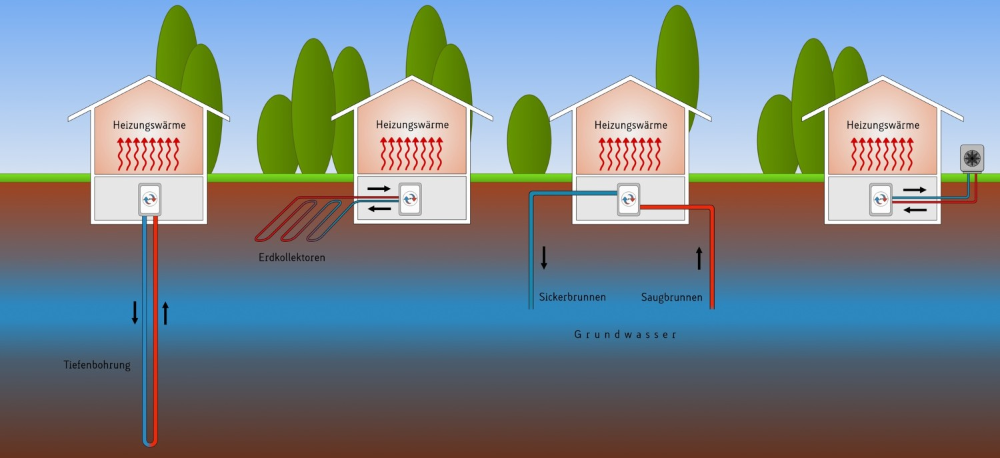 Heizungswärme
Heizungswärme
Heizungswärme
Heizungswärme
Erdkollektoren
Sickerbrunnen
Saugbrunnen
Grundwasser
Tiefenbohrung